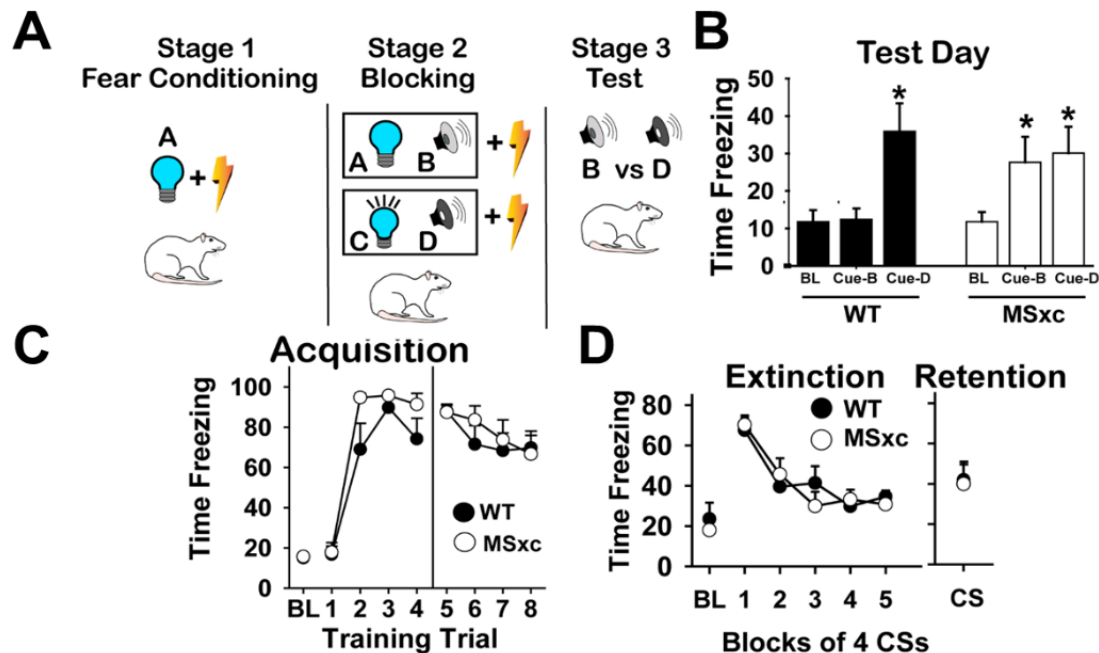 A
Stage 1
Fear Conditioning
A
+
Stage 2
Blocking
A B +
C D +
Stage 3
Test
B vs D
B
Test Day
Time Freezing
50
40
30
20
10
0
* * *
BL Cue-B Cue-D BL Cue-B Cue-D
WT MSxc
C
Acquisition
Time Freezing
100
80
60
40
20
0
WT
MSxc
BL 1 2 3 4 5 6 7 8
Training Trial
D
Extinction Retention
Time Freezing
80
60
40
20
0
WT
MSxc
BL 1 2 3 4 5 CS
Blocks of 4 CSs